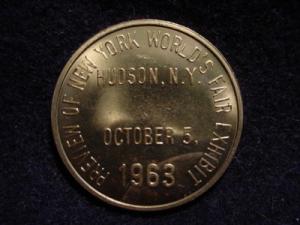 PREVIEW OF NEW YORK WORLD'S FAIR EXHIBIT
HUDSON, N.Y.
OCTOBER 5,
1963